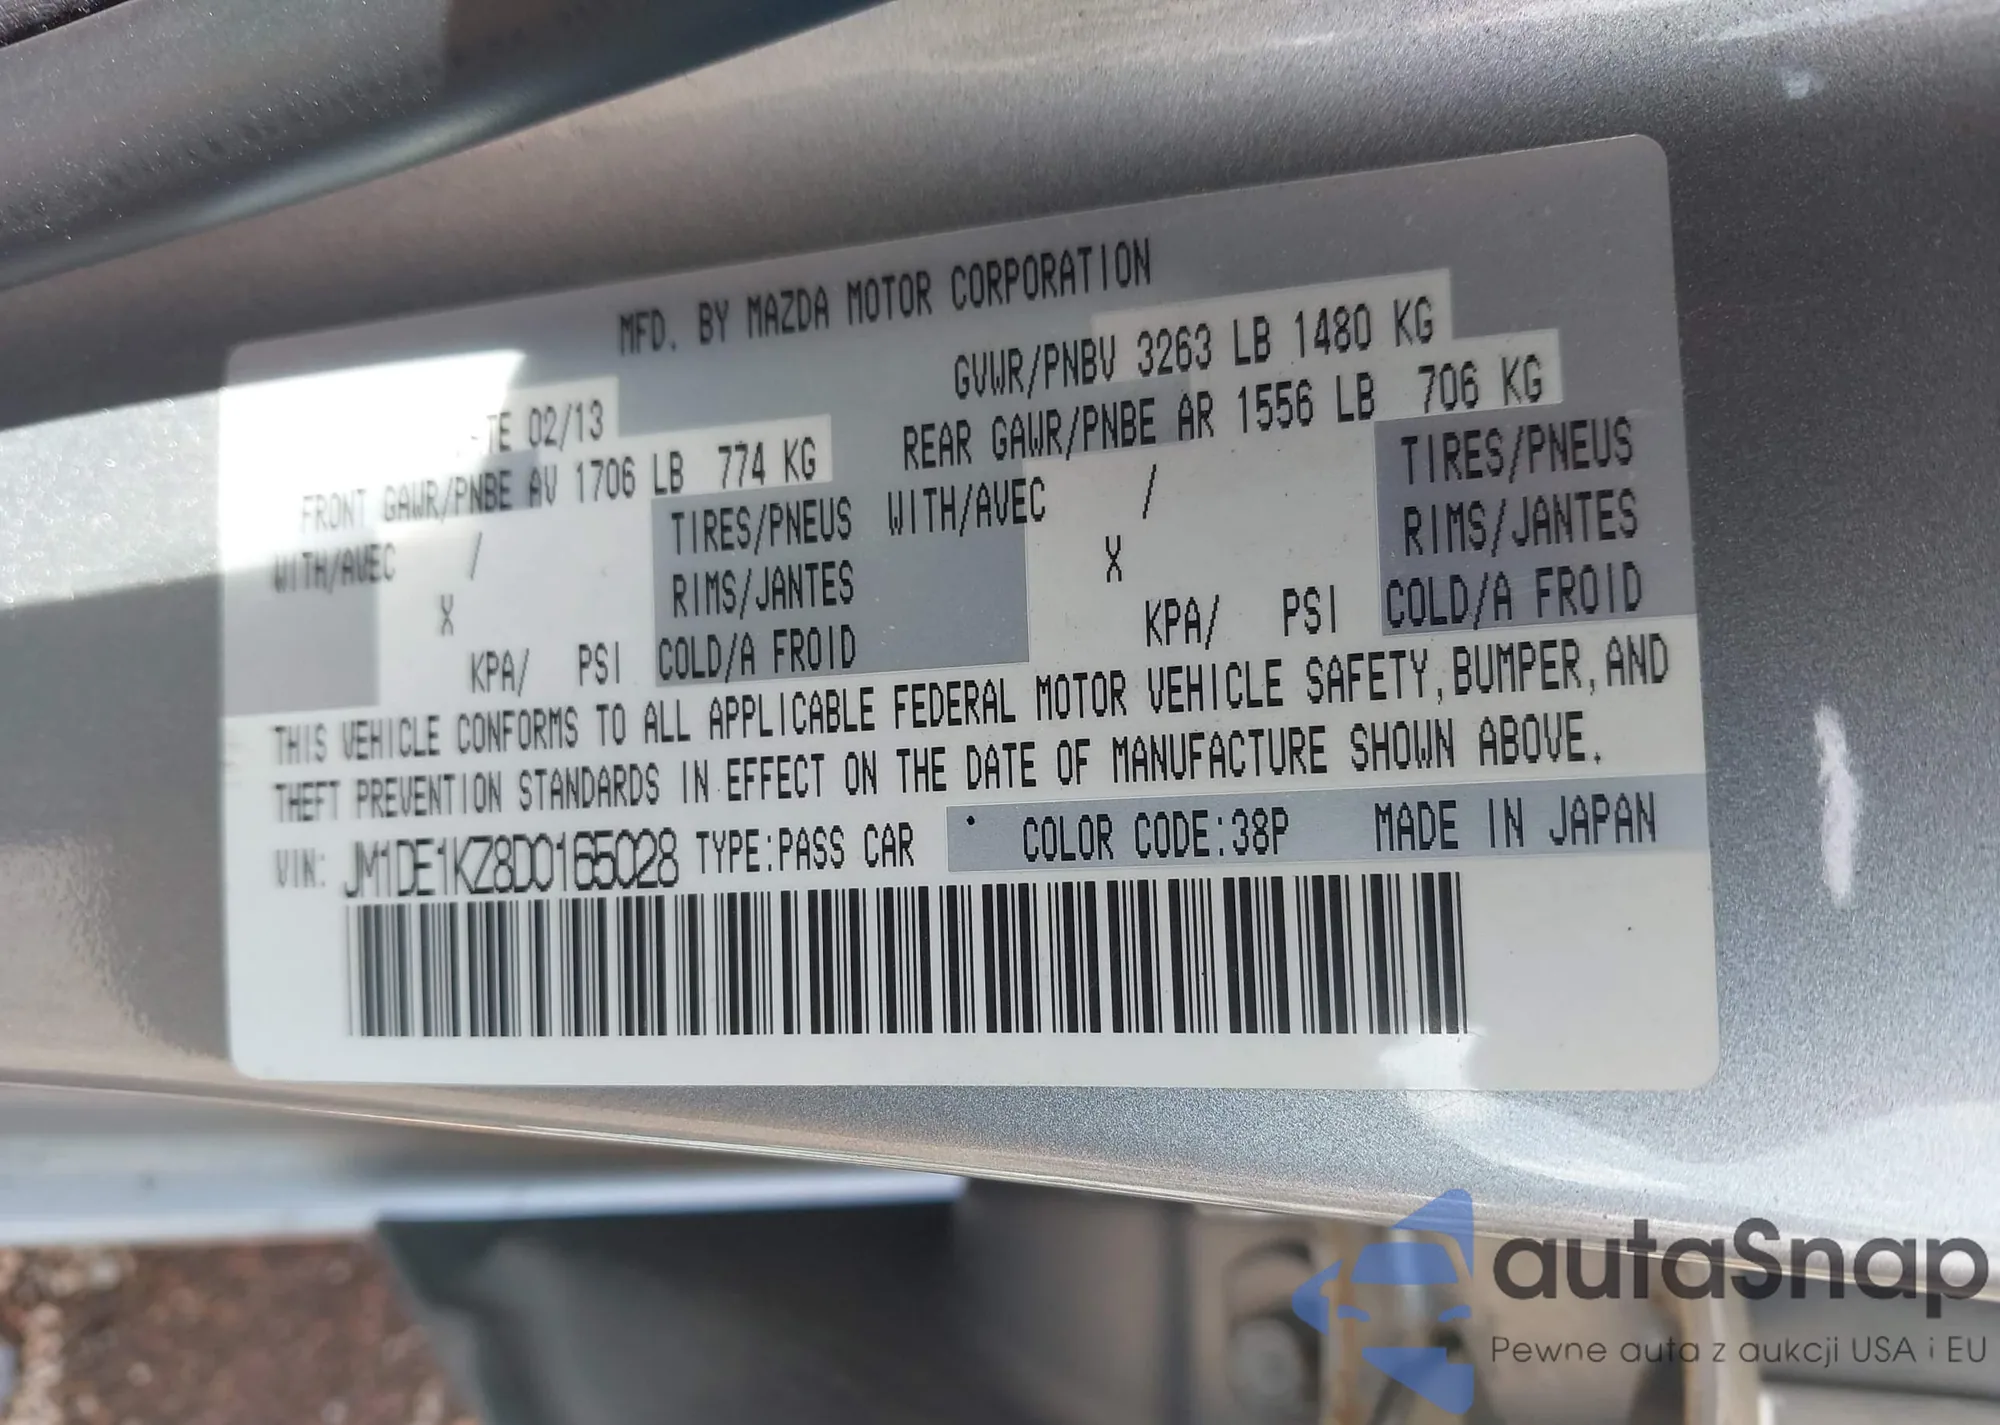 MFD. BY MAZDA MOTOR CORPORATION
TE 02/13 GVWR/PNBV 3263 LB 1480 KG
FRONT GAWR/PNBE AV 1706 LB 774 KG REAR GAWR/PNBE AR 1556 LB 706 KG
WITH/AVEC / TIRES/PNEUS WITH/AVEC / TIRES/PNEUS
X RIMS/JANTES X RIMS/JANTES
KPA/ PSI COLD/A FROID KPA/ PSI COLD/A FROID
THIS VEHICLE CONFORMS TO ALL APPLICABLE FEDERAL MOTOR VEHICLE SAFETY, BUMPER, AND
THEFT PREVENTION STANDARDS IN EFFECT ON THE DATE OF MANUFACTURE SHOWN ABOVE.
VIN: JM1DE1KZ8D0165028 TYPE:PASS CAR COLOR CODE:38P MADE IN JAPAN
autaSnap
Pewne auta z aukcji USA i EU